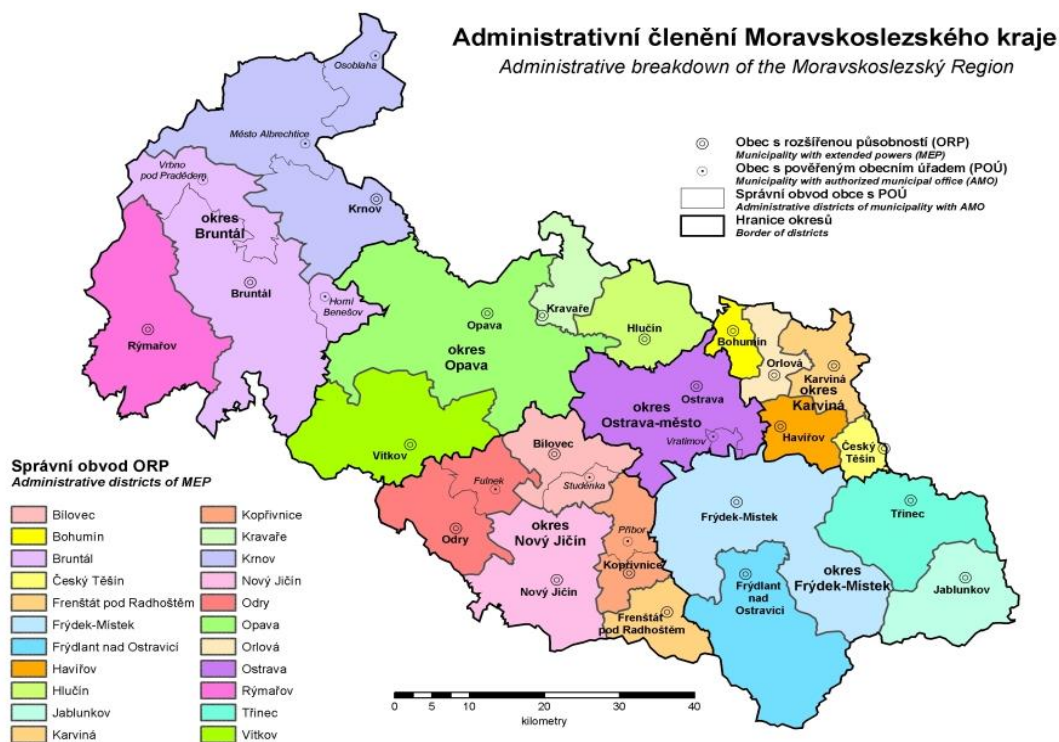 Administrativní členění Moravskoslezského kraje
Administrative breakdown of the Moravskoslezský Region
Obec s rozšířenou působností (ORP)
Municipality with extended powers (MEP)
Obec s pověřeným obecním úřadem (POÚ)
Municipality with authorized municipal office (AMO)
Správní obvod obce s POÚ
Administrative districts of municipality with AMO
Hranice okresů
Border of districts
Osoblaha
Město Albrechtice
Vrbno
pod Pradědem
Krnov
okres
Bruntál
Bruntál
Horní
Benešov
Rýmařov
Opava
okres
Opava
Kravaře
Hlučín
Bohumín
Orlová
Karviná
okres
Karviná
Ostrava
okres
Ostrava-město
Vratimov
Havířov
Český
Těšín
Vítkov
Bílovec
Studénka
Fulnek
Odry
okres
Nový Jičín
Nový Jičín
Příbor
Kopřivnice
Frenštát
pod Radhoštěm
Frýdek-Místek
okres
Frýdek-Místek
Frýdlant
nad
Ostravicí
Třinec
Jablunkov
Správní obvod ORP
Administrative districts of MEP
Bílovec
Bohumín
Bruntál
Český Těšín
Frenštát pod Radhoštěm
Frýdek-Místek
Frýdlant nad Ostravicí
Havířov
Hlučín
Jablunkov
Karviná
Kopřivnice
Kravaře
Krnov
Nový Jičín
Odry
Opava
Orlová
Ostrava
Rýmařov
Třinec
Vítkov
0 5 10 20 30 40
kilometry